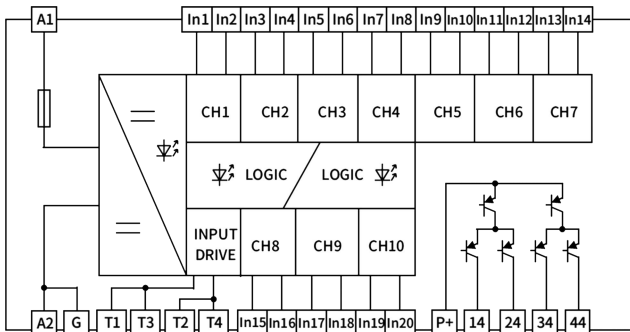 A1 In1 In2 In3 In4 In5 In6 In7 In8 In9 In10 In11 In12 In13 In14
CH1 CH2 CH3 CH4 CH5 CH6 CH7
LOGIC LOGIC
INPUT
DRIVE CH8 CH9 CH10
A2 G T1 T3 T2 T4 In15 In16 In17 In18 In19 In20 P+ 14 24 34 44